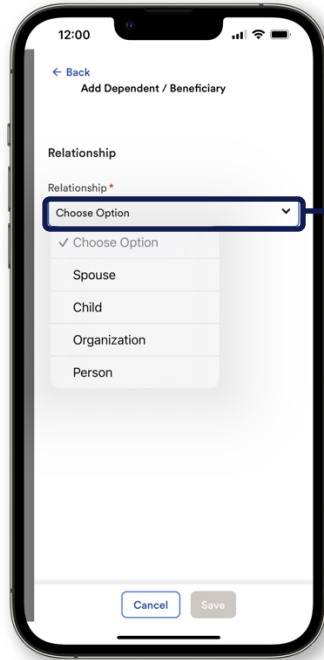 12:00
← Back
Add Dependent / Beneficiary
Relationship
Relationship *
Choose Option
✓ Choose Option
Spouse
Child
Organization
Person
Cancel Save